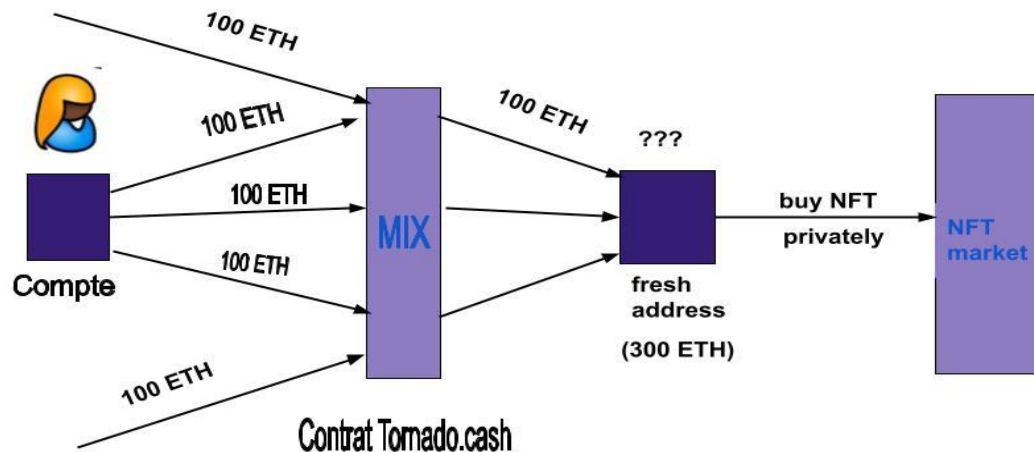 100 ETH
100 ETH
100 ETH
100 ETH
100 ETH
Compte
MIX
Contrat Tornado.cash
100 ETH
???
fresh
address
(300 ETH)
buy NFT
privately
NFT
market